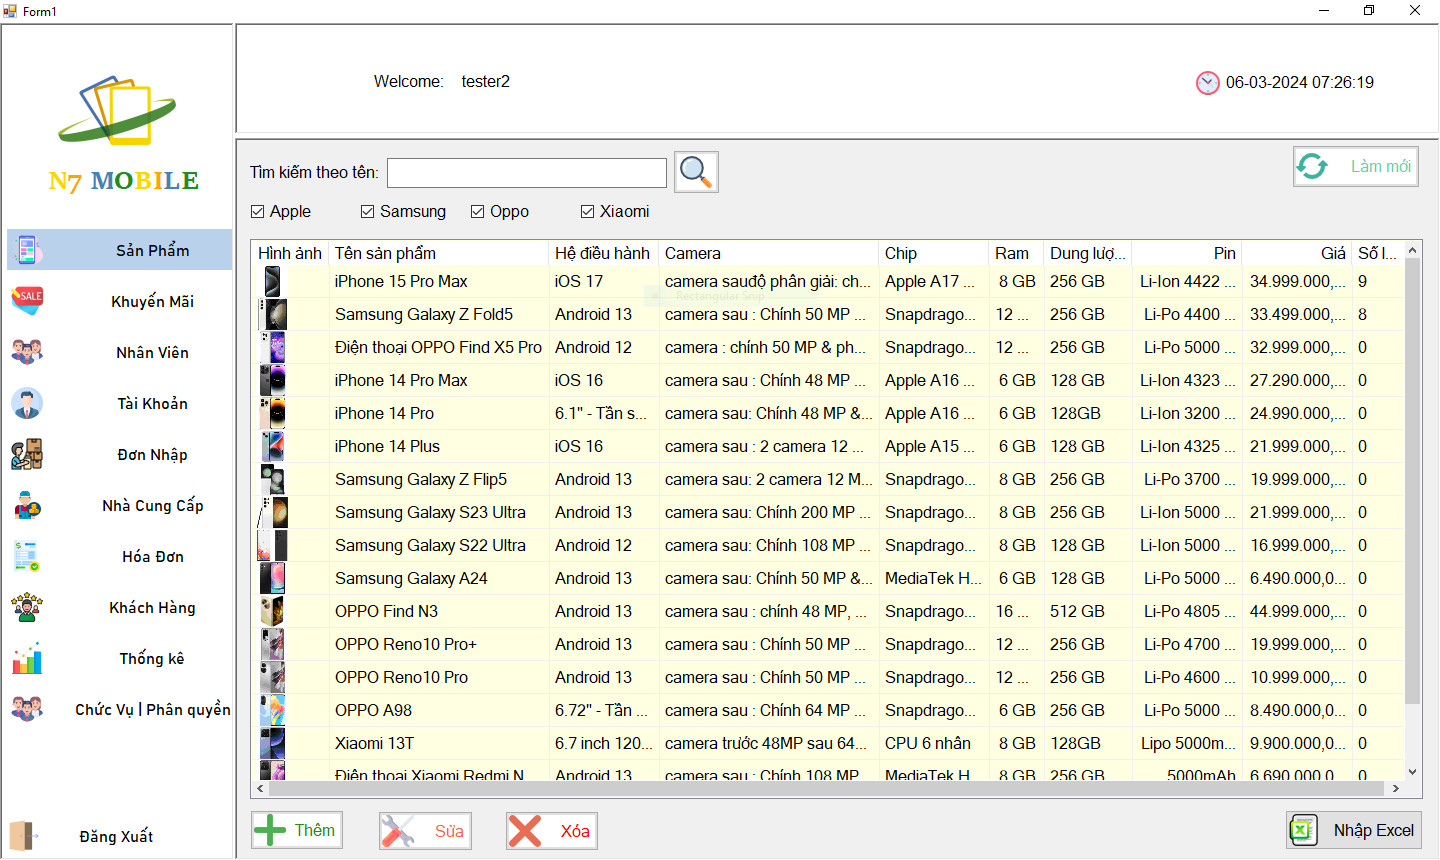 Form1
N7 MOBILE
Sản Phẩm
Khuyến Mãi
Nhân Viên
Tài Khoản
Đơn Nhập
Nhà Cung Cấp
Hóa Đơn
Khách Hàng
Thống kê
Chức Vụ | Phân quyền
Đăng Xuất
Welcome: tester2
06-03-2024 07:26:19
Tìm kiếm theo tên:
Làm mới
Apple Samsung Oppo Xiaomi
Hình ảnh Tên sản phẩm Hệ điều hành Camera Chip Ram Dung lượ... Pin Giá Số l...
iPhone 15 Pro Max iOS 17 camera sauđộ phân giải: ch... Apple A17 ... 8 GB 256 GB Li-Ion 4422 ... 34.999.000,... 9
Rectangular Snip
Samsung Galaxy Z Fold5 Android 13 camera sau : Chính 50 MP ... Snapdrago... 12 ... 256 GB Li-Po 4400 ... 33.499.000,... 8
Điện thoại OPPO Find X5 Pro Android 12 camera : chính 50 MP & ph... Snapdrago... 12 ... 256 GB Li-Po 5000 ... 32.999.000,... 0
iPhone 14 Pro Max iOS 16 camera sau : Chính 48 MP ... Apple A16 ... 6 GB 128 GB Li-Ion 4323 ... 27.290.000,... 0
iPhone 14 Pro 6.1" - Tần s... camera sau: Chính 48 MP &... Apple A16 ... 6 GB 128GB Li-Ion 3200 ... 24.990.000,... 0
iPhone 14 Plus iOS 16 camera sau : 2 camera 12 ... Apple A15 ... 6 GB 128 GB Li-Ion 4325 ... 21.999.000,... 0
Samsung Galaxy Z Flip5 Android 13 camera sau: 2 camera 12 M... Snapdrago... 8 GB 256 GB Li-Po 3700 ... 19.999.000,... 0
Samsung Galaxy S23 Ultra Android 13 camera sau: Chính 200 MP ... Snapdrago... 8 GB 256 GB Li-Ion 5000 ... 21.999.000,... 0
Samsung Galaxy S22 Ultra Android 12 camera sau: Chính 108 MP ... Snapdrago... 8 GB 128 GB Li-Ion 5000 ... 16.999.000,... 0
Samsung Galaxy A24 Android 13 camera sau: Chính 50 MP &... MediaTek H... 6 GB 128 GB Li-Po 5000 ... 6.490.000,0... 0
OPPO Find N3 Android 13 camera sau : chính 48 MP, ... Snapdrago... 16 ... 512 GB Li-Po 4805 ... 44.999.000,... 0
OPPO Reno10 Pro+ Android 13 camera sau : Chính 50 MP ... Snapdrago... 12 ... 256 GB Li-Po 4700 ... 19.999.000,... 0
OPPO Reno10 Pro Android 13 camera sau : Chính 50 MP ... Snapdrago... 12 ... 256 GB Li-Po 4600 ... 10.999.000,... 0
OPPO A98 6.72" - Tần ... camera sau : Chính 64 MP ... Snapdrago... 6 GB 256 GB Li-Po 5000 ... 8.490.000,0... 0
Xiaomi 13T 6.7 inch 120... camera trước 48MP sau 64... CPU 6 nhân 8 GB 128GB Lipo 5000m... 9.900.000,0... 0
Điện thoại Xiaomi Redmi N... Android 13 camera sau : Chính 108 MP... MediaTek H... 8 GB 256 GB 5000mAh 6.690.000,0... 0
Thêm
Sửa
Xóa
Nhập Excel